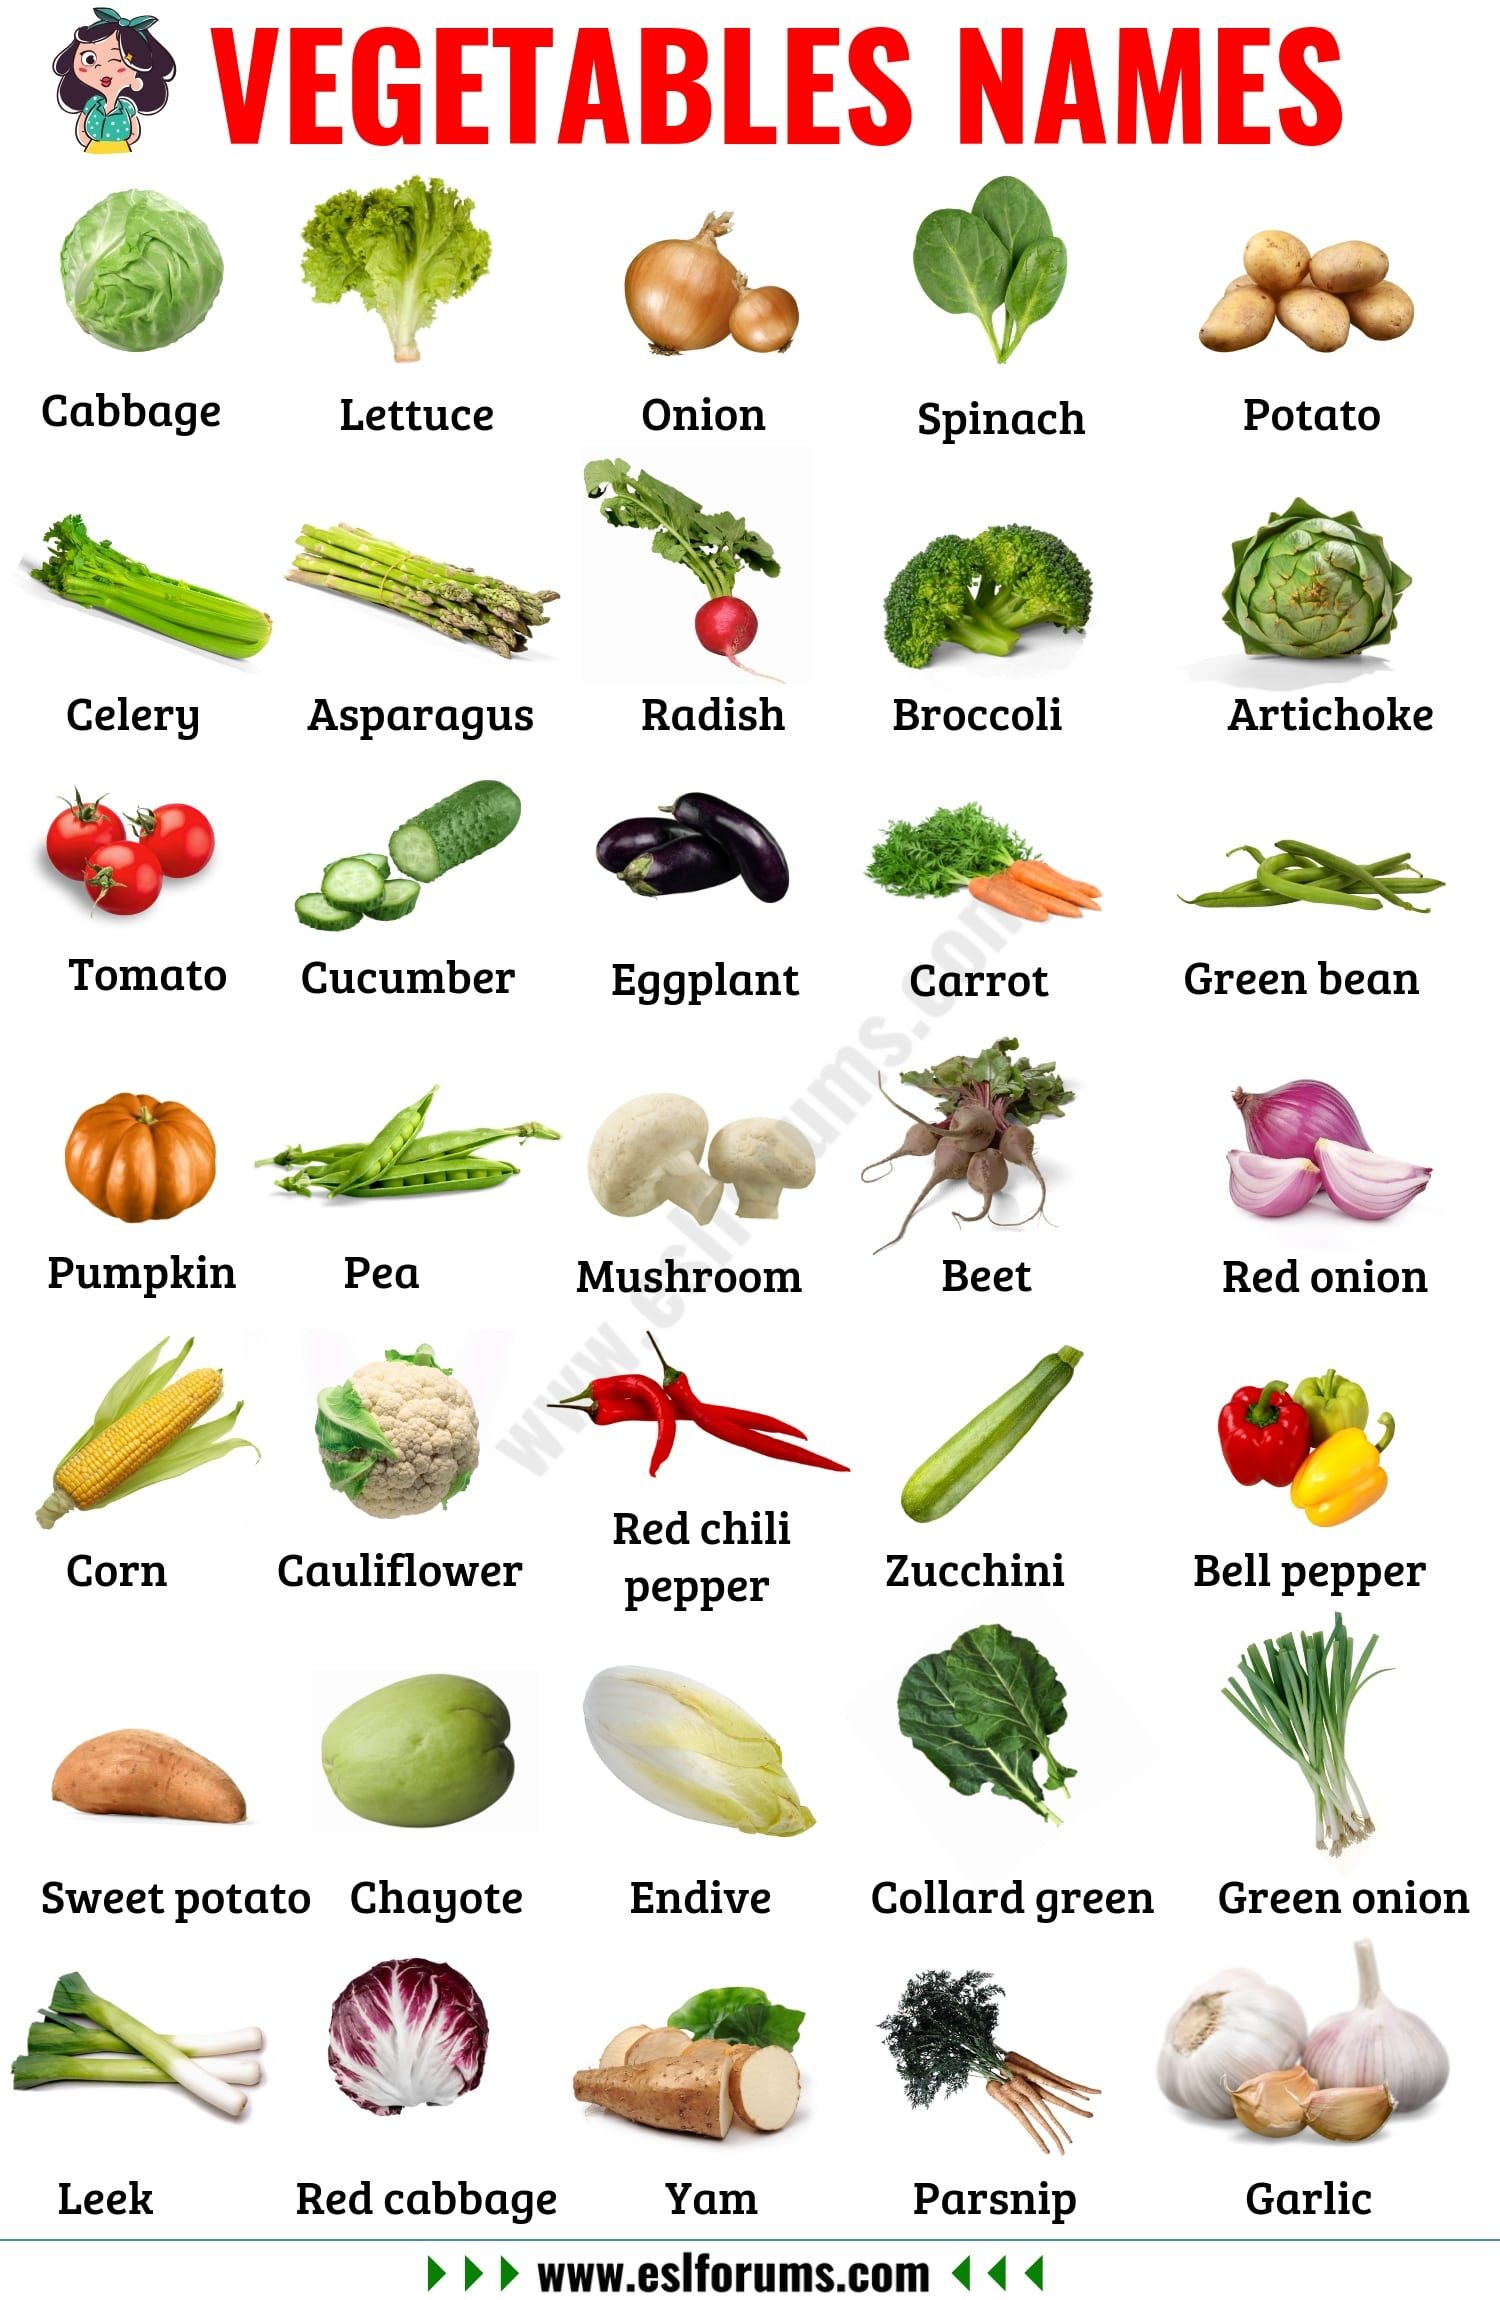 VEGETABLES NAMES
Cabbage Lettuce Onion Spinach Potato
Celery Asparagus Radish Broccoli Artichoke
Tomato Cucumber Eggplant Carrot Green bean
Pumpkin Pea Mushroom Beet Red onion
Corn Cauliflower Red chili pepper Zucchini Bell pepper
Sweet potato Chayote Endive Collard green Green onion
Leek Red cabbage Yam Parsnip Garlic
www.eslforums.com
www.eslforums.com